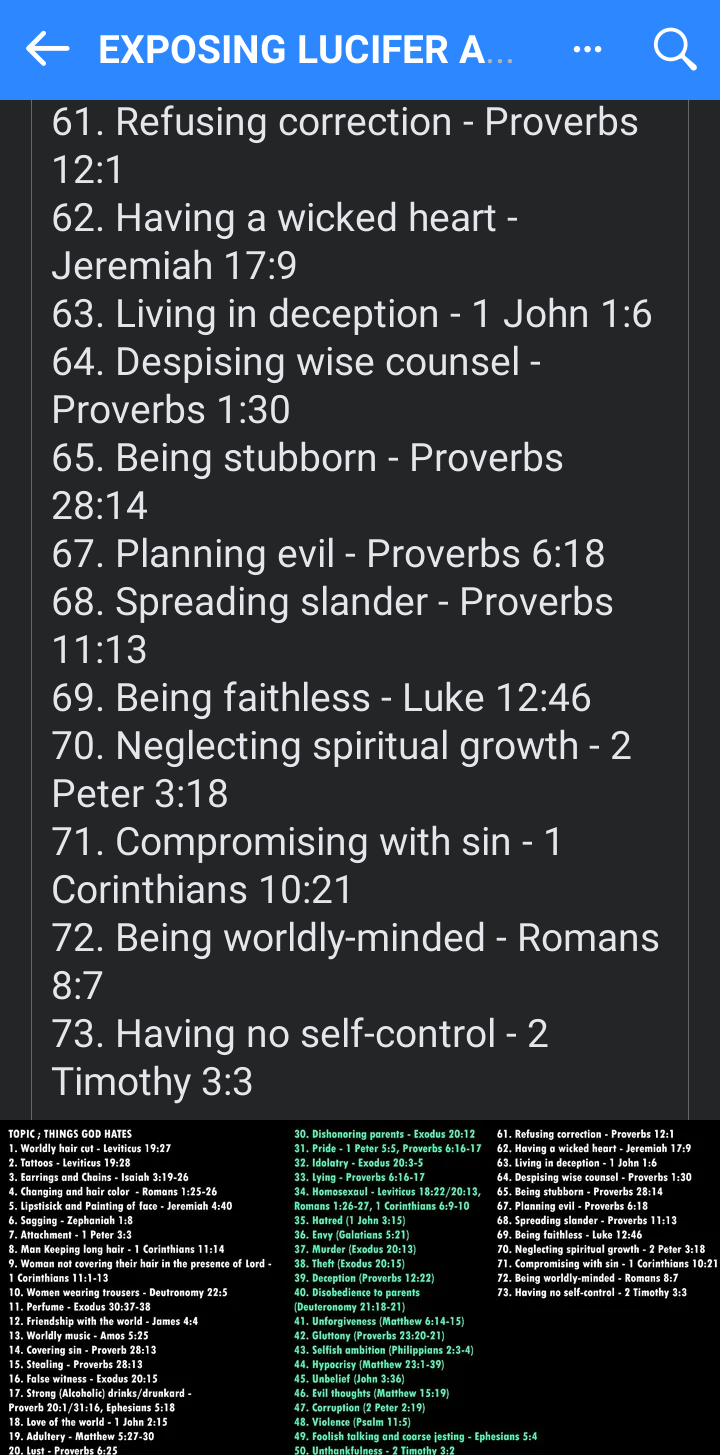 EXPOSING LUCIFER A...
61. Refusing correction - Proverbs
12:1
62. Having a wicked heart -
Jeremiah 17:9
63. Living in deception - 1 John 1:6
64. Despising wise counsel -
Proverbs 1:30
65. Being stubborn - Proverbs
28:14
67. Planning evil - Proverbs 6:18
68. Spreading slander - Proverbs
11:13
69. Being faithless - Luke 12:46
70. Neglecting spiritual growth - 2
Peter 3:18
71. Compromising with sin - 1
Corinthians 10:21
72. Being worldly-minded - Romans
8:7
73. Having no self-control - 2
Timothy 3:3
TOPIC ; THINGS GOD HATES
1. Worldly hair cut - Leviticus 19:27
2. Tattoos - Leviticus 19:28
3. Earrings and Chains - Isaiah 3:19-26
4. Changing and hair color - Romans 1:25-26
5. Lipstisick and Painting of face - Jeremiah 4:40
6. Sagging - Zephaniah 1:8
7. Attachment - 1 Peter 3:3
8. Man Keeping long hair - 1 Corinthians 11:14
9. Woman not covering their hair in the presence of Lord -
1 Corinthians 11:1-13
10. Women wearing trousers - Deutronomy 22:5
11. Perfume - Exodus 30:37-38
12. Friendship with the world - James 4:4
13. Worldly music - Amos 5:25
14. Covering sin - Proverb 28:13
15. Stealing - Proverbs 28:13
16. False witness - Exodus 20:15
17. Strong (Alcoholic) drinks/drunkard -
Proverb 20:1/31:16, Ephesians 5:18
18. Love of the world - 1 John 2:15
19. Adultery - Matthew 5:27-30
20. Lust - Proverbs 6:25
30. Dishonoring parents - Exodus 20:12
31. Pride - 1 Peter 5:5, Proverbs 6:16-17
32. Idolatry - Exodus 20:3-5
33. Lying - Proverbs 6:16-17
34. Homosexaul - Leviticus 18:22/20:13,
Romans 1:26-27, 1 Corinthians 6:9-10
35. Hatred (1 John 3:15)
36. Envy (Galatians 5:21)
37. Murder (Exodus 20:13)
38. Theft (Exodus 20:15)
39. Deception (Proverbs 12:22)
40. Disobedience to parents
(Deuteronomy 21:18-21)
41. Unforgiveness (Matthew 6:14-15)
42. Gluttony (Proverbs 23:20-21)
43. Selfish ambition (Philippians 2:3-4)
44. Hypocrisy (Matthew 23:1-39)
45. Unbelief (John 3:36)
46. Evil thoughts (Matthew 15:19)
47. Corruption (2 Peter 2:19)
48. Violence (Psalm 11:5)
49. Foolish talking and coarse jesting - Ephesians 5:4
50. Unthankfulness - 2 Timothy 3:2
61. Refusing correction - Proverbs 12:1
62. Having a wicked heart - Jeremiah 17:9
63. Living in deception - 1 John 1:6
64. Despising wise counsel - Proverbs 1:30
65. Being stubborn - Proverbs 28:14
67. Planning evil - Proverbs 6:18
68. Spreading slander - Proverbs 11:13
69. Being faithless - Luke 12:46
70. Neglecting spiritual growth - 2 Peter 3:18
71. Compromising with sin - 1 Corinthians 10:21
72. Being worldly-minded - Romans 8:7
73. Having no self-control - 2 Timothy 3:3